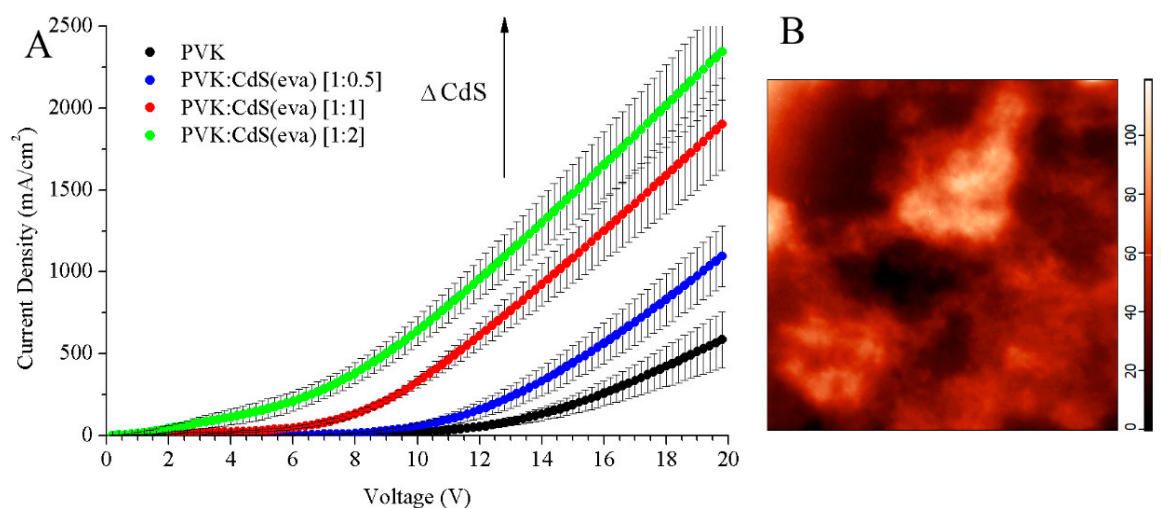 A
B
2500
2000
1500
1000
500
0
Current Density (mA/cm²)
PVK
PVK:CdS(eva) [1:0.5]
PVK:CdS(eva) [1:1]
PVK:CdS(eva) [1:2]
Δ CdS
0 2 4 6 8 10 12 14 16 18 20
Voltage (V)
100
80
60
40
20
0